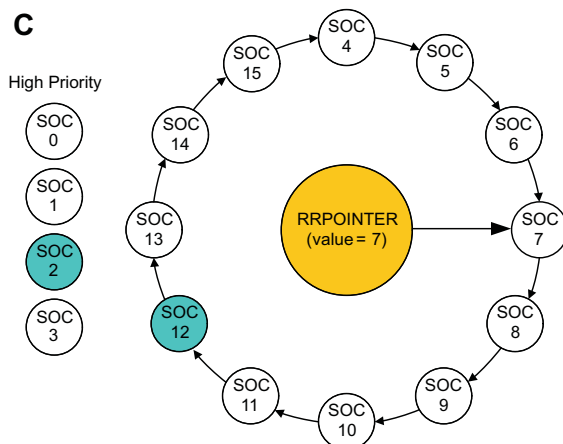 C
High Priority
SOC
0
SOC
1
SOC
2
SOC
3
SOC
4
SOC
5
SOC
6
SOC
7
SOC
8
SOC
9
SOC
10
SOC
11
SOC
12
SOC
13
SOC
14
SOC
15
RRPOINTER
(value = 7)